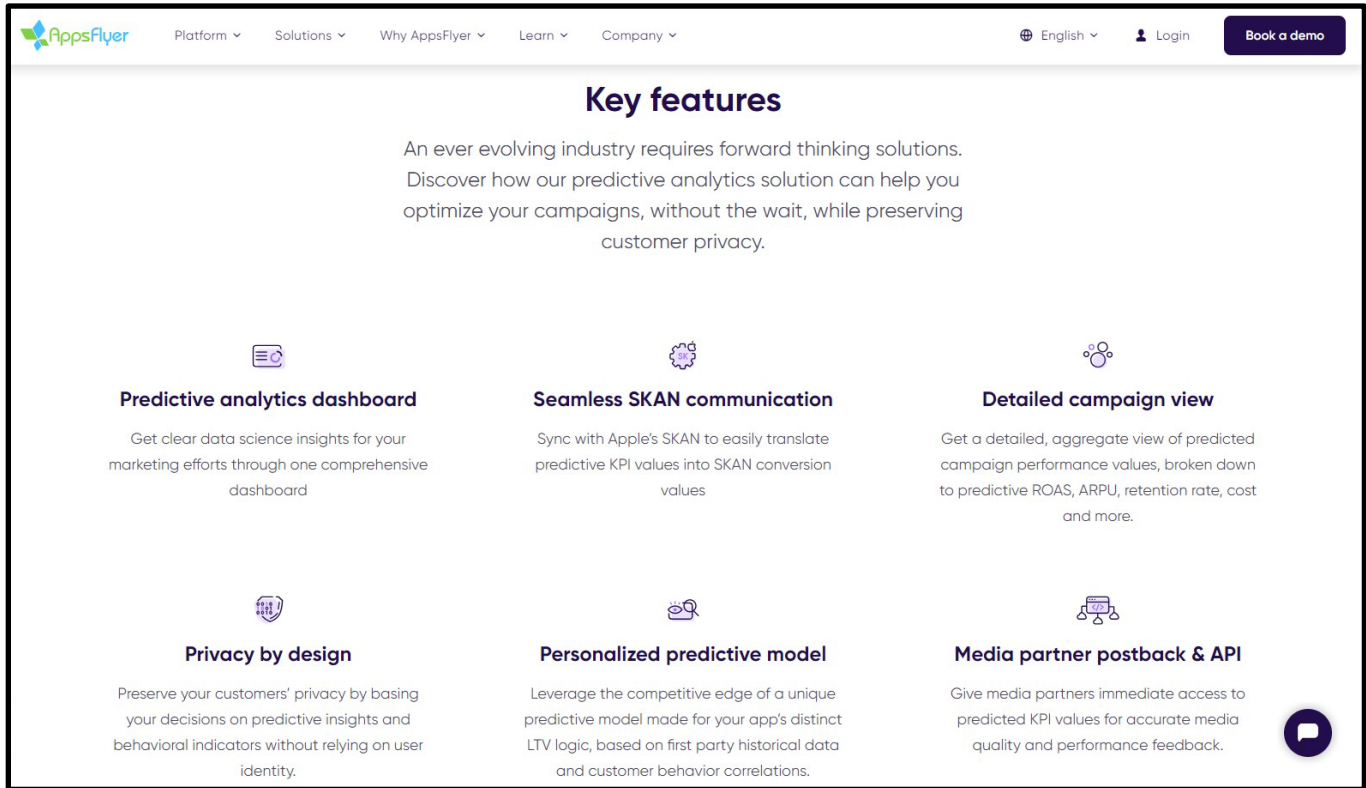 AppsFlyer Platform Solutions Why AppsFlyer Learn Company English Login Book a demo
Key features
An ever evolving industry requires forward thinking solutions.
Discover how our predictive analytics solution can help you
optimize your campaigns, without the wait, while preserving
customer privacy.
Predictive analytics dashboard
Get clear data science insights for your
marketing efforts through one comprehensive
dashboard
SK
Seamless SKAN communication
Sync with Apple's SKAN to easily translate
predictive KPI values into SKAN conversion
values
Detailed campaign view
Get a detailed, aggregate view of predicted
campaign performance values, broken down
to predictive ROAS, ARPU, retention rate, cost
and more.
Privacy by design
Preserve your customers' privacy by basing
your decisions on predictive insights and
behavioral indicators without relying on user
identity.
Personalized predictive model
Leverage the competitive edge of a unique
predictive model made for your app's distinct
LTV logic, based on first party historical data
and customer behavior correlations.
</>
Media partner postback & API
Give media partners immediate access to
predicted KPI values for accurate media
quality and performance feedback.